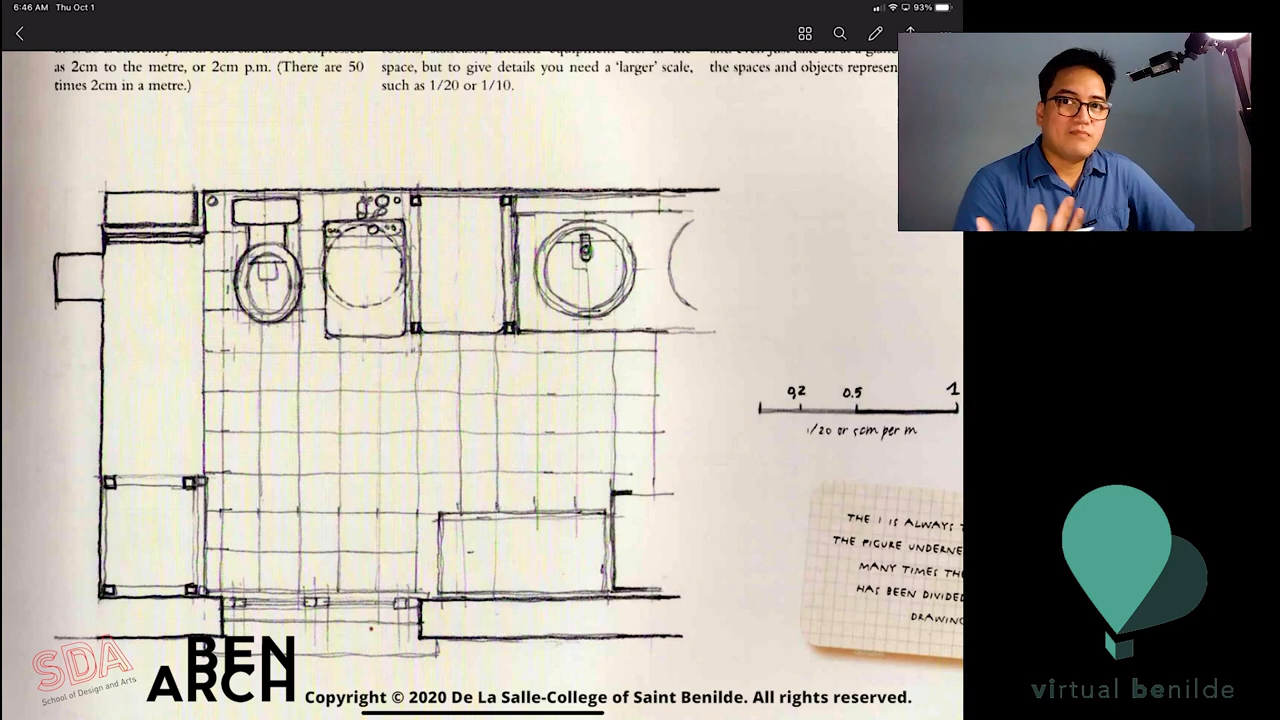 6:46 AM Thu Oct 1
93%
as 2cm to the metre, or 2cm p.m. (There are 50
times 2cm in a metre.)
space, but to give details you need a ‘larger’ scale,
such as 1/20 or 1/10.
the spaces and objects represen
0,2 0.5 1
1/20 or 5cm per m
THE 1 IS ALWAYS
THE FIGURE UNDERNE
MANY TIMES THE
HAS BEEN DIVIDED
DRAWING
SDA
School of Design and Arts
BEN
ARCH
Copyright © 2020 De La Salle-College of Saint Benilde. All rights reserved.
virtual benilde